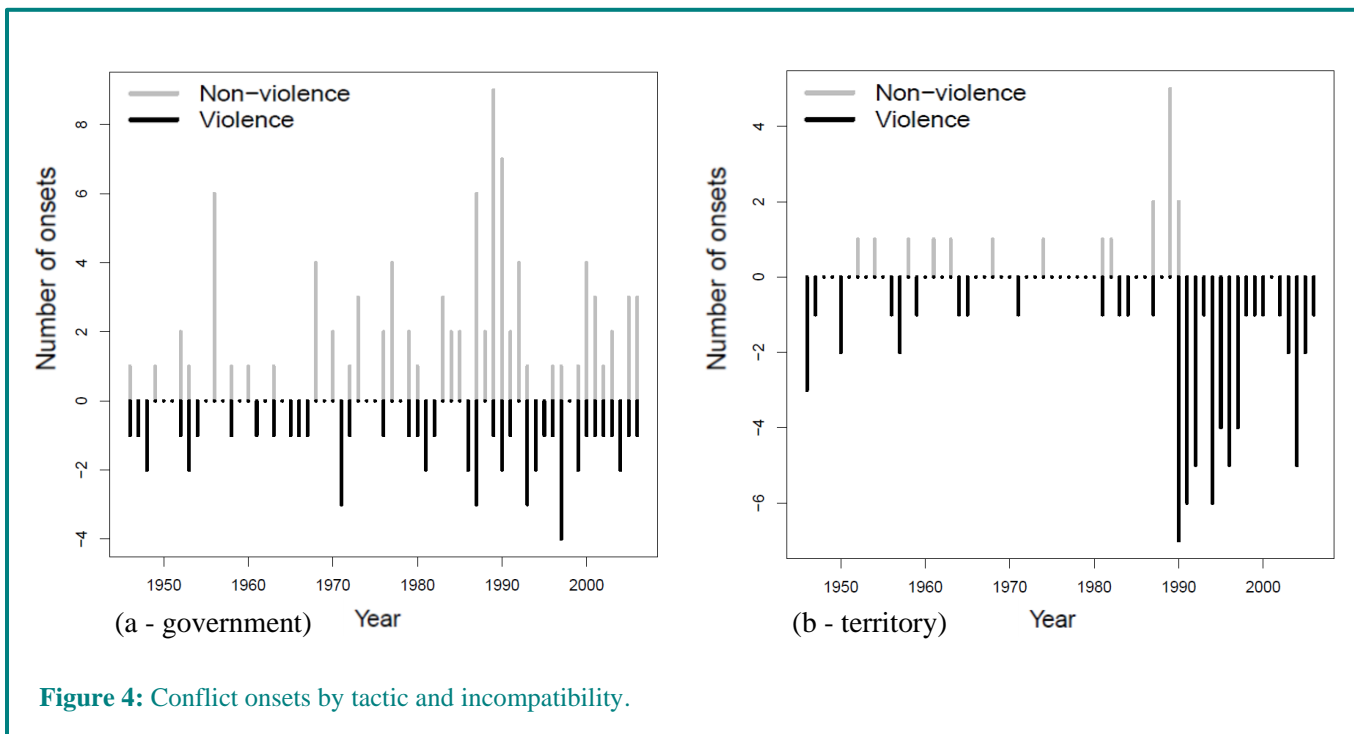 Non−violence
Violence
Number of onsets
8
6
4
2
0
−2
−4
1950 1960 1970 1980 1990 2000
(a - government) Year
Non−violence
Violence
Number of onsets
4
2
0
−2
−4
−6
1950 1960 1970 1980 1990 2000
(b - territory) Year
Figure 4: Conflict onsets by tactic and incompatibility.